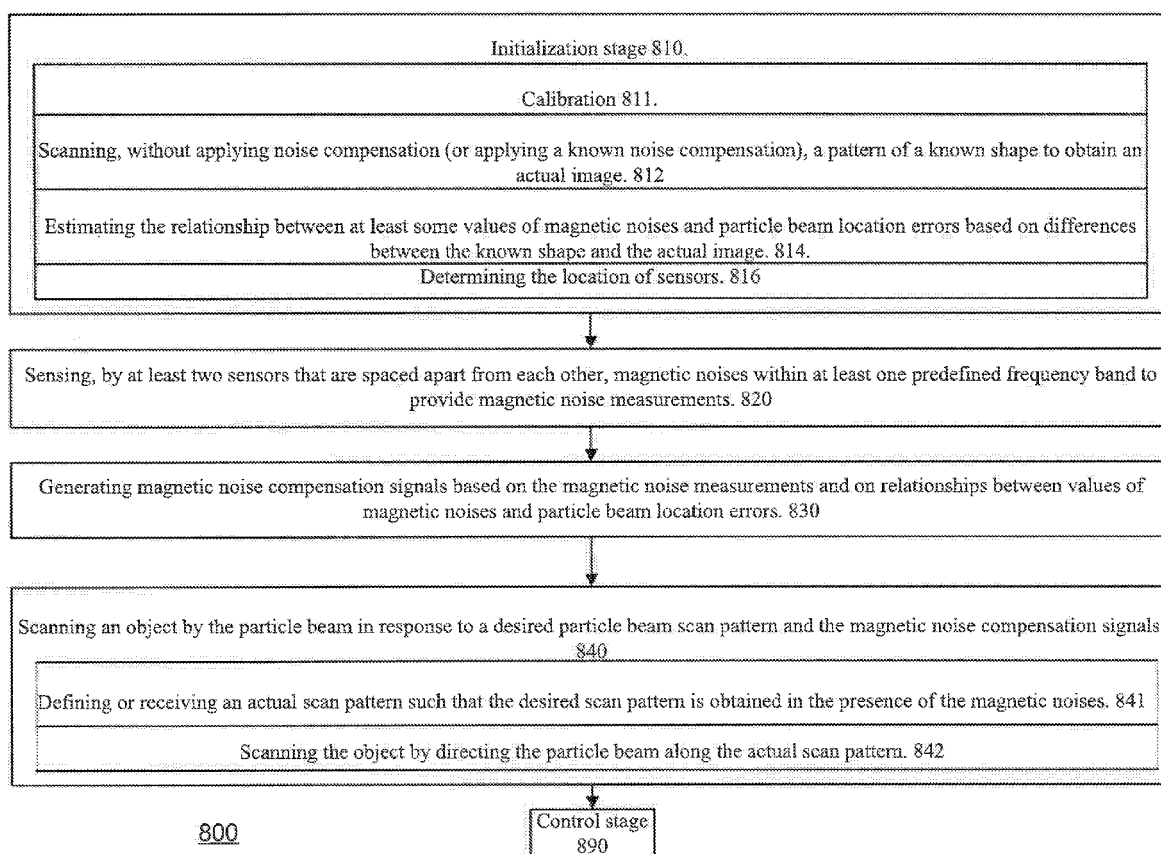 Initialization stage 810.
Calibration 811.
Scanning, without applying noise compensation (or applying a known noise compensation), a pattern of a known shape to obtain an
actual image. 812
Estimating the relationship between at least some values of magnetic noises and particle beam location errors based on differences
between the known shape and the actual image. 814.
Determining the location of sensors. 816
Sensing, by at least two sensors that are spaced apart from each other, magnetic noises within at least one predefined frequency band to
provide magnetic noise measurements. 820
Generating magnetic noise compensation signals based on the magnetic noise measurements and on relationships between values of
magnetic noises and particle beam location errors. 830
Scanning an object by the particle beam in response to a desired particle beam scan pattern and the magnetic noise compensation signals
840
Defining or receiving an actual scan pattern such that the desired scan pattern is obtained in the presence of the magnetic noises. 841
Scanning the object by directing the particle beam along the actual scan pattern. 842
Control stage
890
800